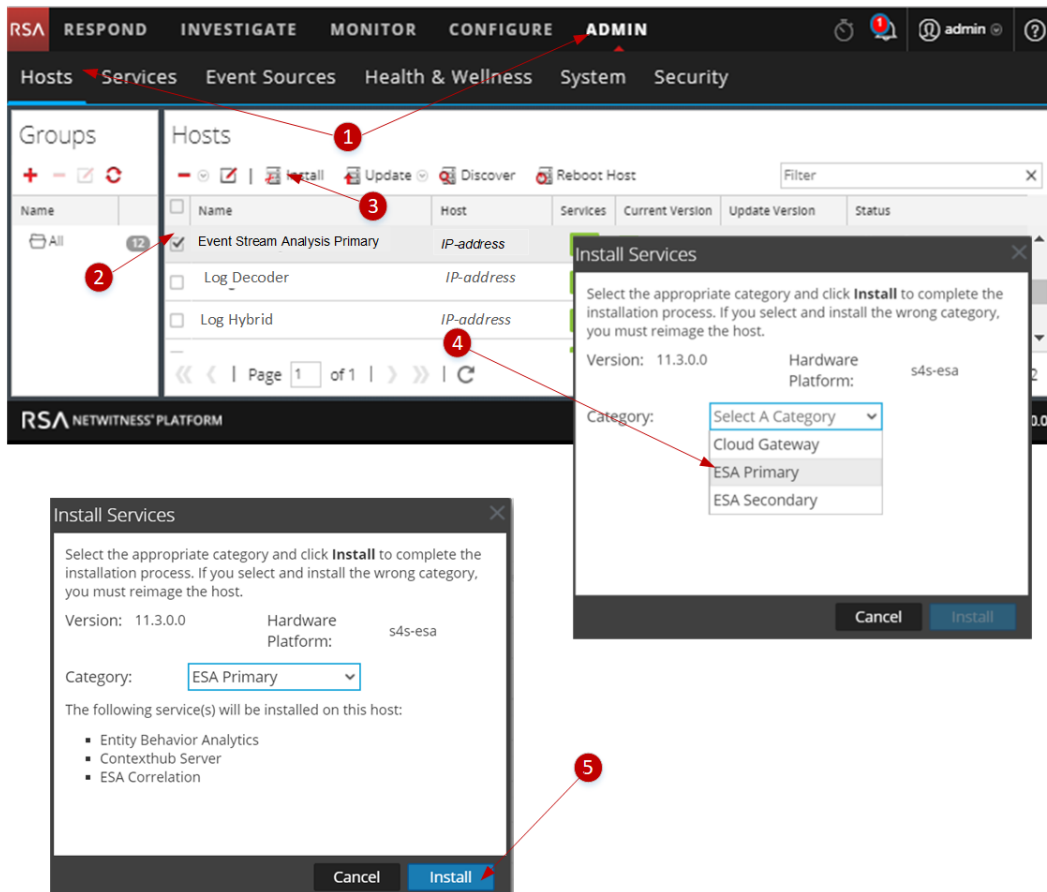 RSA RESPOND INVESTIGATE MONITOR CONFIGURE ADMIN 1 admin ?
Hosts Services Event Sources Health & Wellness System Security
1
Groups
Hosts
Install Update Discover Reboot Host Filter
3
Name
Name Host Services Current Version Update Version Status
All 12
Event Stream Analysis Primary IP-address
2
Log Decoder IP-address
Log Hybrid IP-address
Page 1 of 1
RSA NETWITNESS® PLATFORM
4
Install Services
Select the appropriate category and click Install to complete the
installation process. If you select and install the wrong category,
you must reimage the host.
Version: 11.3.0.0 Hardware
Platform: s4s-esa
Category: Select A Category
Cloud Gateway
ESA Primary
ESA Secondary
Cancel Install
Install Services
Select the appropriate category and click Install to complete the
installation process. If you select and install the wrong category,
you must reimage the host.
Version: 11.3.0.0 Hardware
Platform: s4s-esa
Category: ESA Primary
The following service(s) will be installed on this host:
▪ Entity Behavior Analytics
▪ Contexthub Server
▪ ESA Correlation
5
Cancel Install